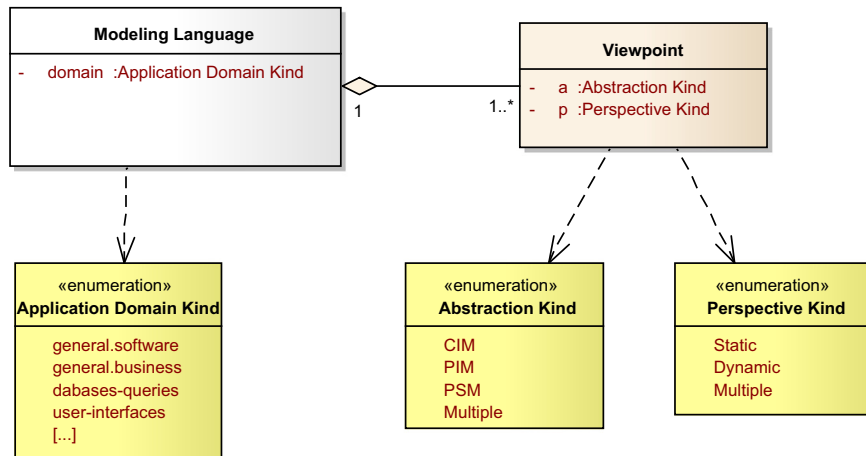 Modeling Language
- domain :Application Domain Kind
1
1..*
Viewpoint
- a :Abstraction Kind
- p :Perspective Kind
«enumeration»
Application Domain Kind
general.software
general.business
dabases-queries
user-interfaces
[...]
«enumeration»
Abstraction Kind
CIM
PIM
PSM
Multiple
«enumeration»
Perspective Kind
Static
Dynamic
Multiple